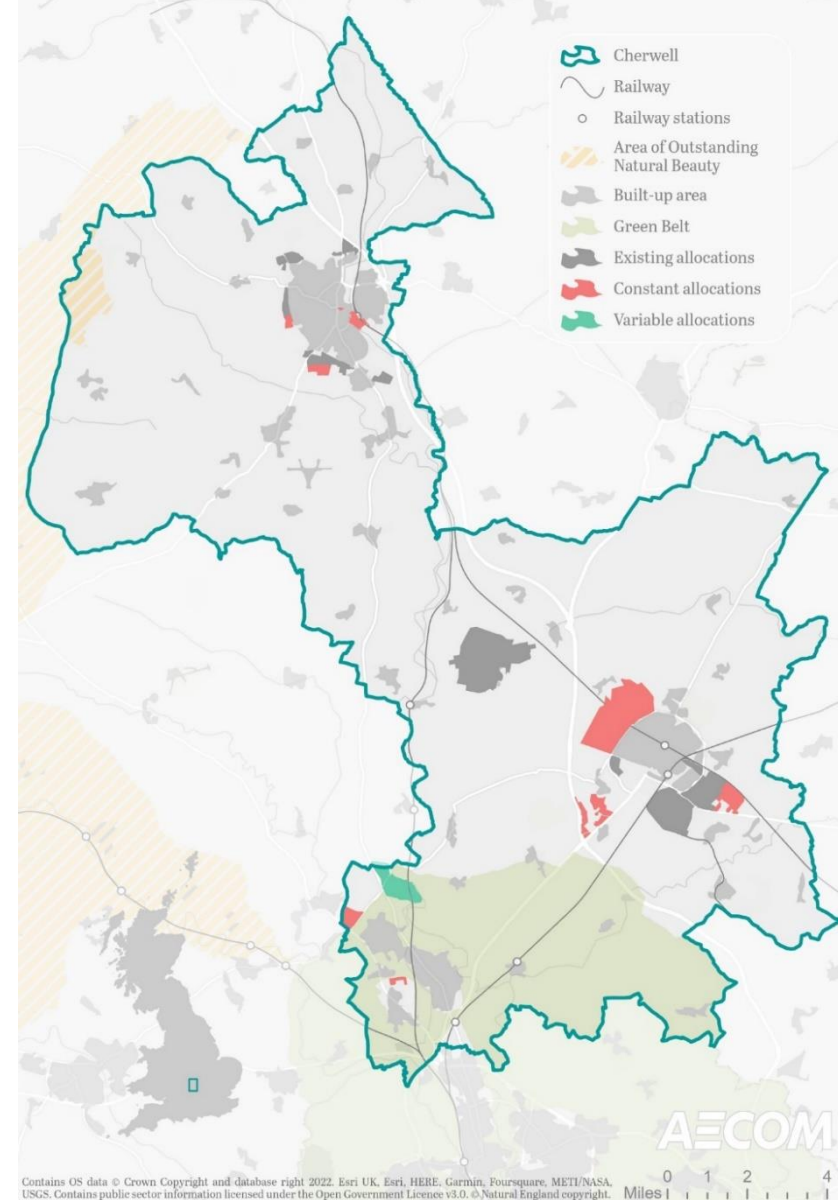 Cherwell
Railway
Railway stations
Area of Outstanding
Natural Beauty
Built-up area
Green Belt
Existing allocations
Constant allocations
Variable allocations
AECOM
Contains OS data © Crown Copyright and database right 2022. Esri UK, Esri, HERE, Garmin, Foursquare, METI/NASA,
USGS. Contains public sector information licensed under the Open Government Licence v3.0. © Natural England copyright.
Miles
0 1 2 4